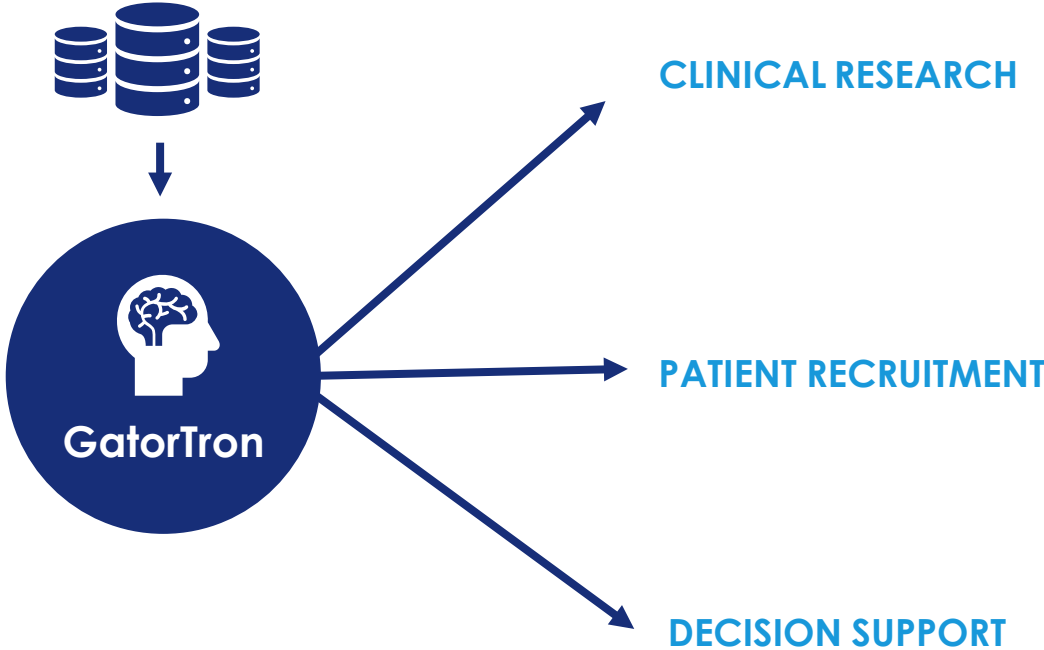 CLINICAL RESEARCH
PATIENT RECRUITMENT
GatorTron
DECISION SUPPORT